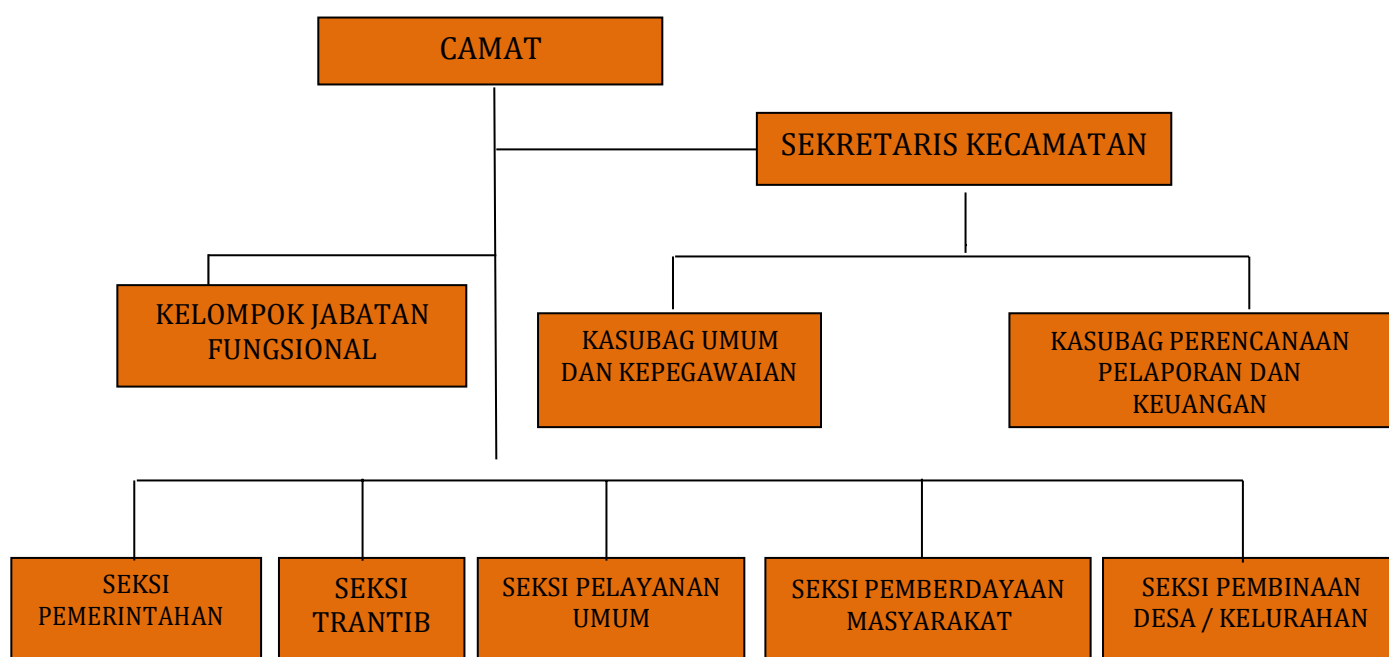 CAMAT
SEKRETARIS KECAMATAN
KELOMPOK JABATAN
FUNGSIONAL
KASUBAG UMUM
DAN KEPEGAWAIAN
KASUBAG PERENCANAAN
PELAPORAN DAN
KEUANGAN
SEKSI
PEMERINTAHAN
SEKSI
TRANTIB
SEKSI PELAYANAN
UMUM
SEKSI PEMBERDAYAAN
MASYARAKAT
SEKSI PEMBINAAN
DESA / KELURAHAN